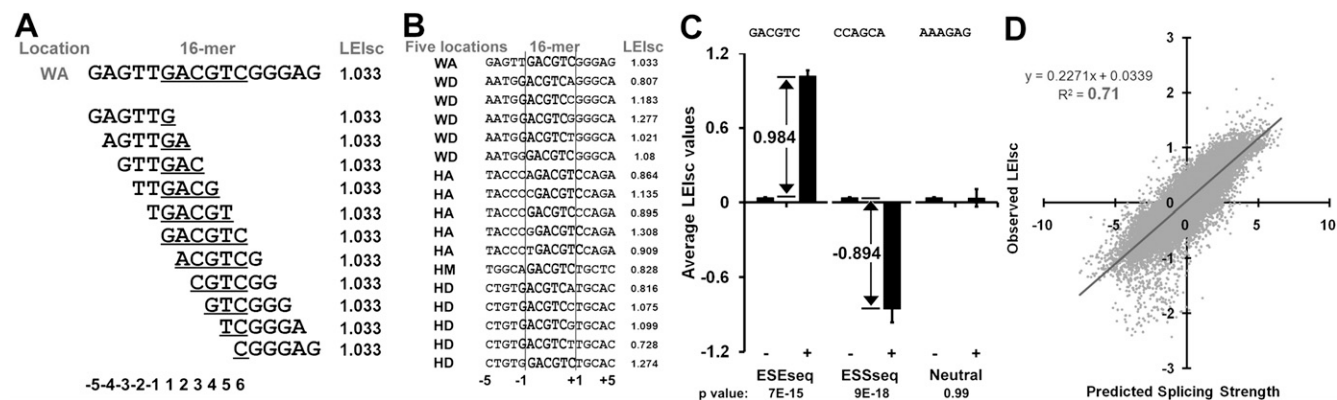 A
Location 16-mer LEIsc
WA GAGTTGACGTCGGGAG 1.033
GAGTTG 1.033
AGTTGA 1.033
GTTGAC 1.033
TTGACG 1.033
TGACGT 1.033
GACGTC 1.033
ACGTCG 1.033
CGTCGG 1.033
GTCGGG 1.033
TCGGGA 1.033
CGGGAG 1.033
-5-4-3-2-1 1 2 3 4 5 6
B
Five locations 16-mer LEIsc
WA GAGTTGACGTCGGGAG 1.033
WD AATGGACGTCAGGGCA 0.807
WD AATGGACGTCCGGGCA 1.183
WD AATGGACGTCGGGGCA 1.277
WD AATGGACGTCTGGGCA 1.021
WD AATGGGACGTCGGGCA 1.08
HA TACCCAGACGTCCAGA 0.864
HA TACCCCGACGTCCAGA 1.135
HA TACCCGACGTCCCAGA 0.895
HA TACCCGGACGTCCAGA 1.308
HA TACCCTGACGTCCAGA 0.909
HM TGGCAGACGTCTGCTC 0.828
HD CTGTGACGTCATGCAC 0.816
HD CTGTGACGTCCTGCAC 1.075
HD CTGTGACGTCGTGCAC 1.099
HD CTGTGACGTCTTGCAC 0.728
HD CTGTGGACGTCTGCAC 1.274
-5 -1 +1 +5
C
GACGTC CCAGCA AAAGAG
Average LEIsc values
1.2
0.6
0
-0.6
-1.2
0.984
-0.894
- + - + - +
ESEseq ESSseq Neutral
p value: 7E-15 9E-18 0.99
D
y = 0.2271x + 0.0339
R² = 0.71
Observed LEIsc
3
2
1
0
-1
-2
-3
-10 -5 0 5 10
Predicted Splicing Strength